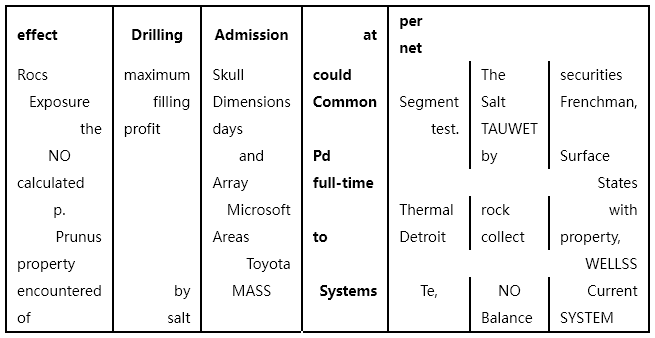 effect Drilling Admission at per
net
Rocs maximum Skull could The securities
Exposure filling Dimensions Common Segment Salt Frenchman,
the profit days test. TAUWET
NO and Pd by Surface
calculated Array full-time States
p. Microsoft Thermal rock with
Prunus Areas to Detroit collect property,
property Toyota WELLSS
encountered by MASS Systems Te, NO Current
of salt Balance SYSTEM